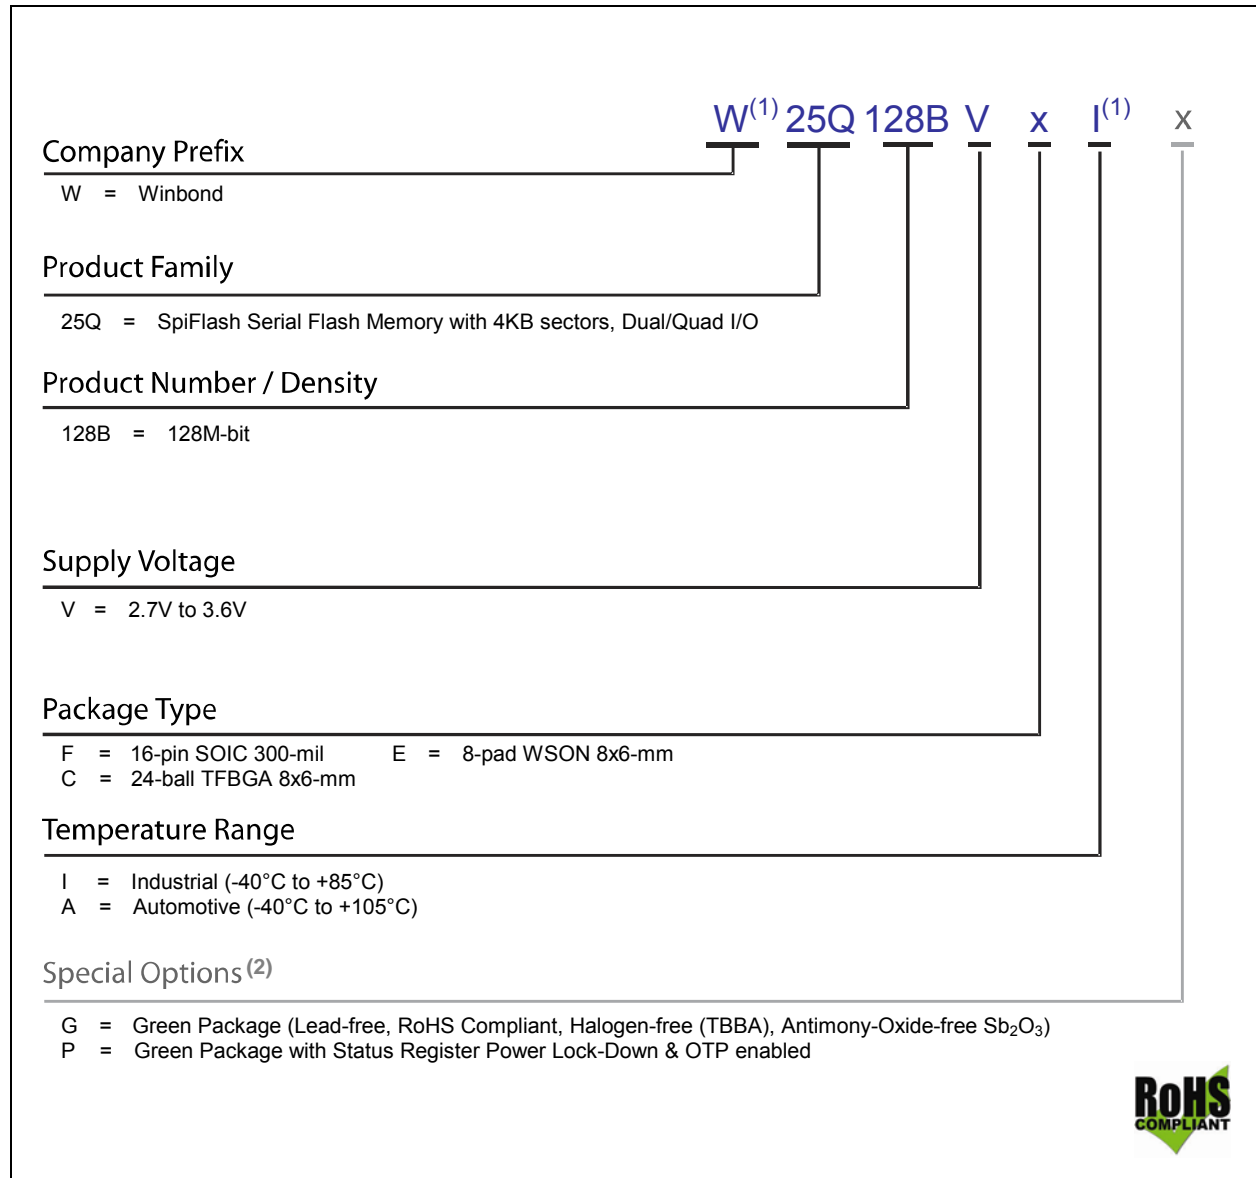 W(1) 25Q 128B V x I(1) x
Company Prefix
W = Winbond
Product Family
25Q = SpiFlash Serial Flash Memory with 4KB sectors, Dual/Quad I/O
Product Number / Density
128B = 128M-bit
Supply Voltage
V = 2.7V to 3.6V
Package Type
F = 16-pin SOIC 300-mil E = 8-pad WSON 8x6-mm
C = 24-ball TFBGA 8x6-mm
Temperature Range
I = Industrial (-40°C to +85°C)
A = Automotive (-40°C to +105°C)
Special Options (2)
G = Green Package (Lead-free, RoHS Compliant, Halogen-free (TBBA), Antimony-Oxide-free Sb₂O₃)
P = Green Package with Status Register Power Lock-Down & OTP enabled
RoHS
COMPLIANT